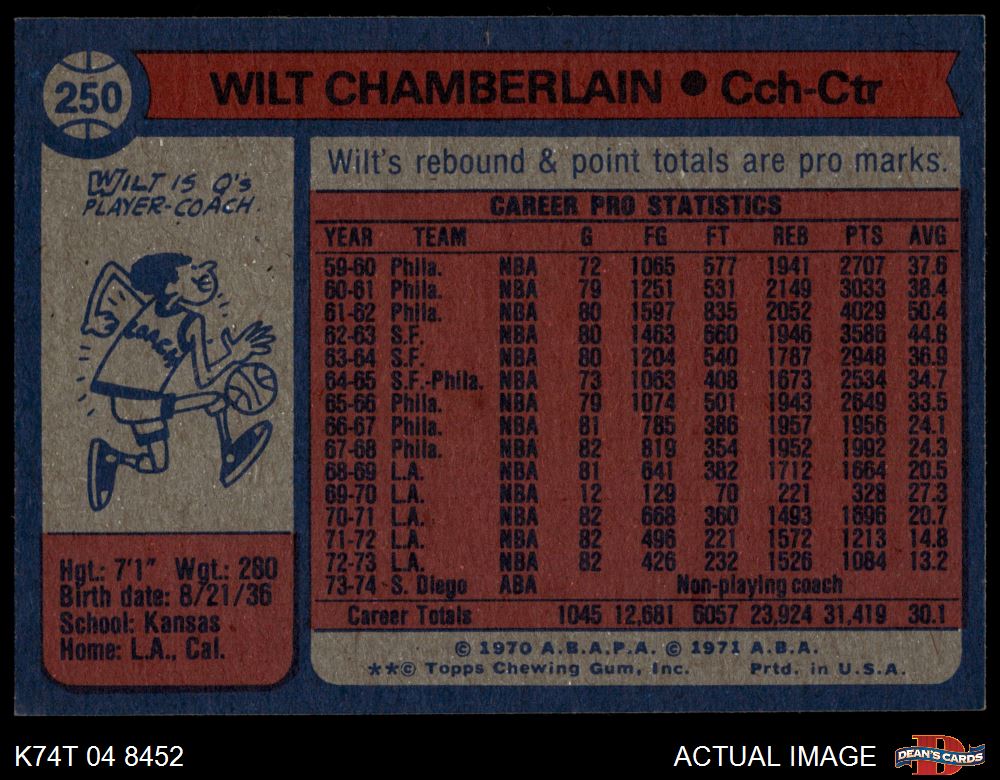 250
WILT CHAMBERLAIN ● Cch-Ctr
WILT IS Q's
PLAYER-COACH.
COACH
Hgt.: 7'1" Wgt.: 280
Birth date: 8/21/36
School: Kansas
Home: L.A., Cal.
Wilt's rebound & point totals are pro marks.
CAREER PRO STATISTICS
YEAR TEAM G FG FT REB PTS AVG
59-60 Phila. NBA 72 1065 577 1941 2707 37.6
60-61 Phila. NBA 79 1251 531 2149 3033 38.4
61-62 Phila. NBA 80 1597 835 2052 4029 50.4
62-63 S.F. NBA 80 1463 660 1946 3586 44.8
63-64 S.F. NBA 80 1204 540 1787 2948 36.9
64-65 S.F.-Phila. NBA 73 1063 408 1673 2534 34.7
65-66 Phila. NBA 79 1074 501 1943 2649 33.5
66-67 Phila. NBA 81 785 386 1957 1956 24.1
67-68 Phila. NBA 82 819 354 1952 1992 24.3
68-69 L.A. NBA 81 641 382 1712 1664 20.5
69-70 L.A. NBA 12 129 70 221 328 27.3
70-71 L.A. NBA 82 668 360 1493 1696 20.7
71-72 L.A. NBA 82 496 221 1572 1213 14.8
72-73 L.A. NBA 82 426 232 1526 1084 13.2
73-74 S. Diego ABA Non-playing coach
Career Totals 1045 12,681 6057 23,924 31,419 30.1
© 1970 A.B.A.P.A. © 1971 A.B.A.
**© Topps Chewing Gum, Inc. Prtd. in U.S.A.
K74T 04 8452 ACTUAL IMAGE
D DEAN'S CARDS